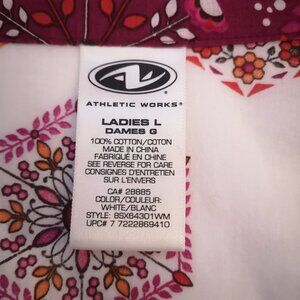 ATHLETIC WORKS®
LADIES L
DAMES G
100% COTTON/COTON
MADE IN CHINA
FABRIQUÉ EN CHINE
SEE REVERSE FOR CARE
CONSIGNES D'ENTRETIEN
SUR L'ENVERS
CA# 28885
COLOR/COULEUR:
WHITE/BLANC
STYLE: BSX64301WM
UPC# 7 7222869410